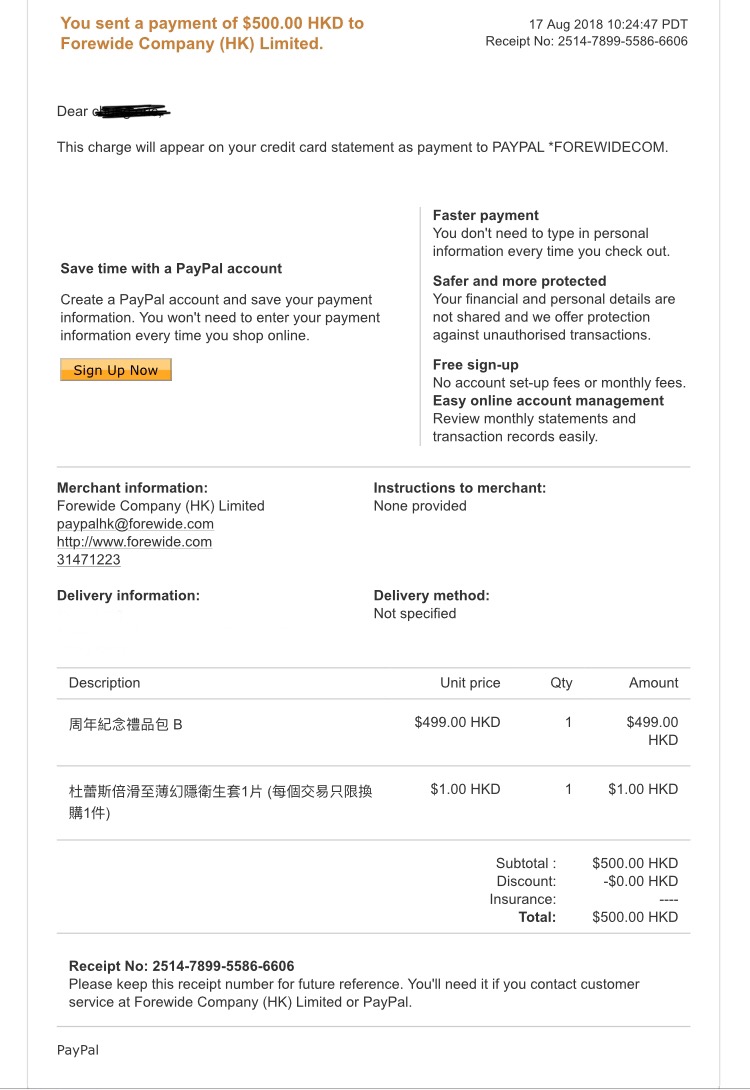 You sent a payment of $500.00 HKD to
Forewide Company (HK) Limited.
17 Aug 2018 10:24:47 PDT
Receipt No: 2514-7899-5586-6606
Dear
This charge will appear on your credit card statement as payment to PAYPAL *FOREWIDECOM.
Save time with a PayPal account
Create a PayPal account and save your payment
information. You won't need to enter your payment
information every time you shop online.
Sign Up Now
Faster payment
You don't need to type in personal
information every time you check out.
Safer and more protected
Your financial and personal details are
not shared and we offer protection
against unauthorised transactions.
Free sign-up
No account set-up fees or monthly fees.
Easy online account management
Review monthly statements and
transaction records easily.
Merchant information:
Forewide Company (HK) Limited
paypalhk@forewide.com
http://www.forewide.com
31471223
Instructions to merchant:
None provided
Delivery information:
Delivery method:
Not specified
Description Unit price Qty Amount
周年紀念禮品包 B $499.00 HKD 1 $499.00
HKD
杜蕾斯倍滑至薄幻隱衛生套1片 (每個交易只限換 $1.00 HKD 1 $1.00 HKD
購1件)
Subtotal : $500.00 HKD
Discount: -$0.00 HKD
Insurance: ----
Total: $500.00 HKD
Receipt No: 2514-7899-5586-6606
Please keep this receipt number for future reference. You'll need it if you contact customer
service at Forewide Company (HK) Limited or PayPal.
PayPal